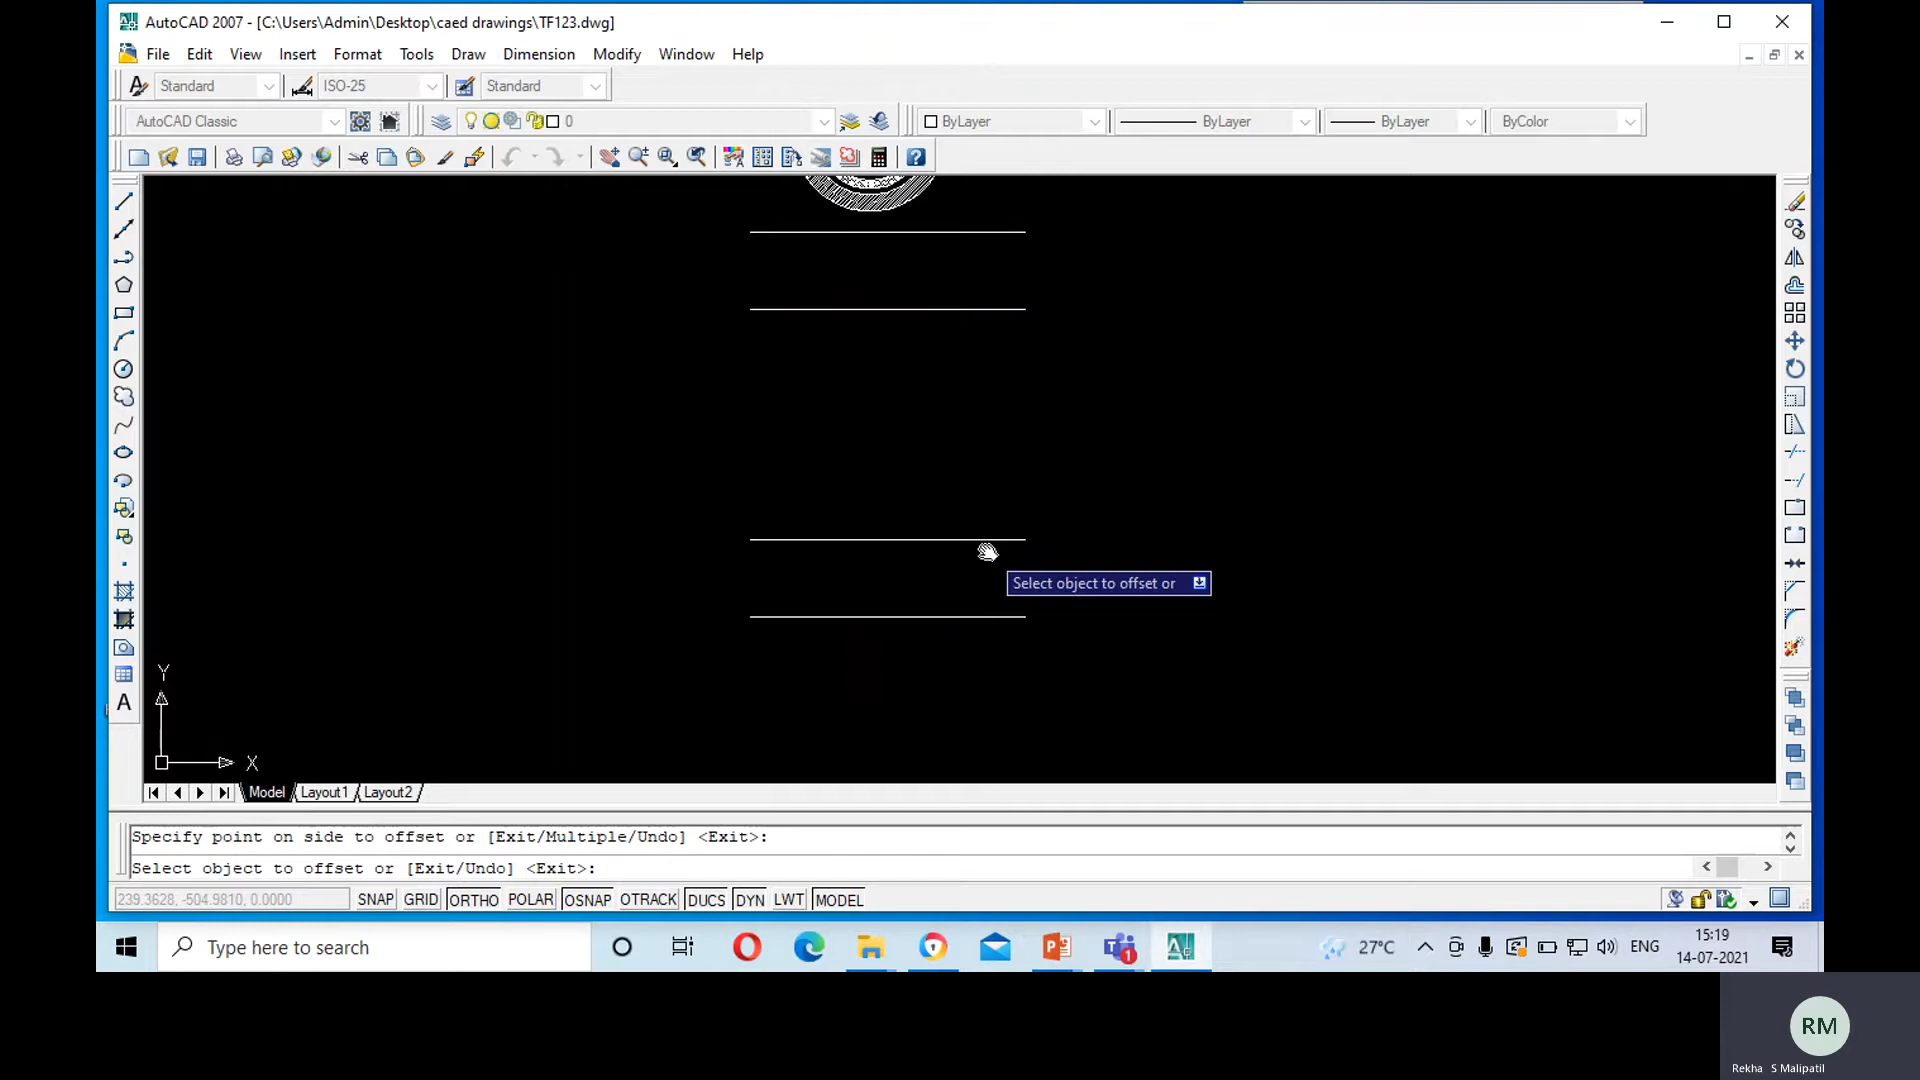 AutoCAD 2007 - [C:\Users\Admin\Desktop\caed drawings\TF123.dwg]
File Edit View Insert Format Tools Draw Dimension Modify Window Help
Standard ISO-25 Standard
AutoCAD Classic 0 ByLayer ByLayer ByLayer ByColor
Select object to offset or
Y
X
A
Model Layout1 Layout2
Specify point on side to offset or [Exit/Multiple/Undo] <Exit>:
Select object to offset or [Exit/Undo] <Exit>:
239.3628, -504.9810, 0.0000 SNAP GRID ORTHO POLAR OSNAP OTRACK DUCS DYN LWT MODEL
Type here to search 1 27°C ENG 15:19
14-07-2021
RM
Rekha S Malipatil